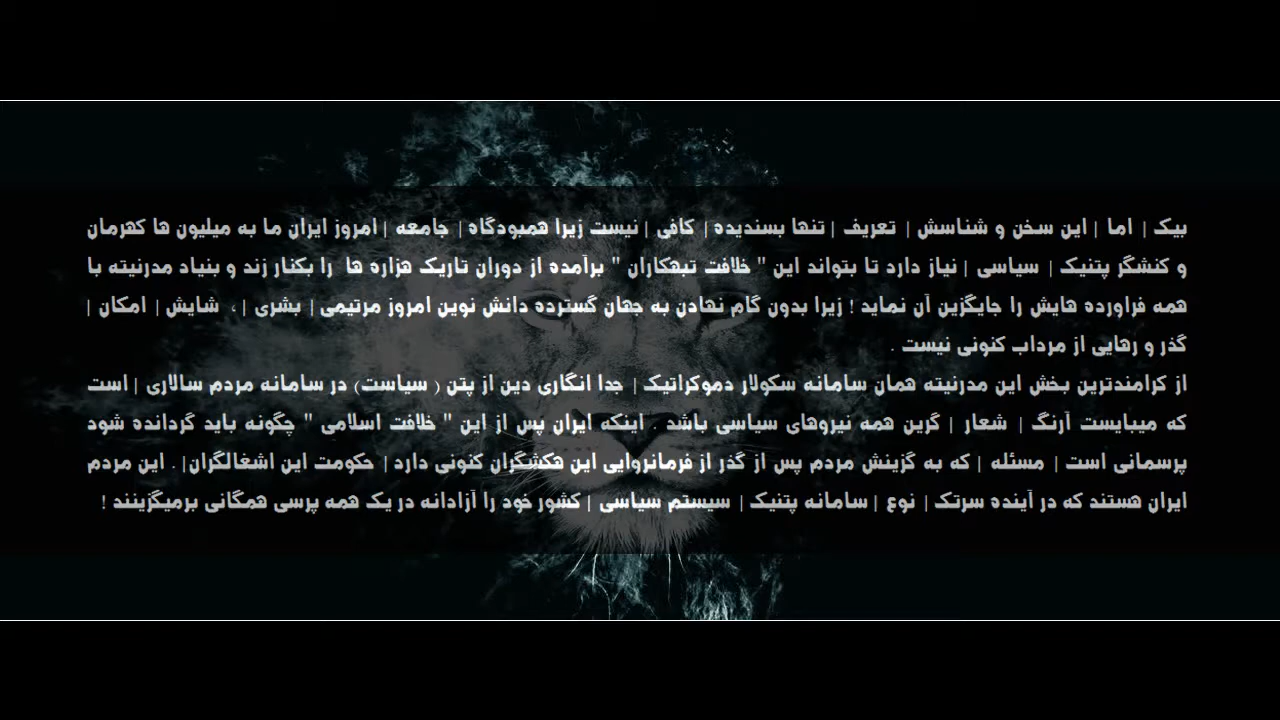 بیک | اما | این سخن و شناسش | تعریف | تنها بسندیده | کافی | نیست زیرا همبودگاه | جامعه | امروز ایران ما به میلیون ها کهرمان
و کنشگر پتنیک | سیاسی | نیاز دارد تا بتواند این " خلافت تبهکاران " برآمده از دوران تاریک هزاره ها را بکنار زند و بنیاد مدرنیته با
همه فراورده هایش را جایگزین آن نماید ! زیرا بدون گام نهادن به جهان گسترده دانش نوین امروز مرتیمی | بشری | ، شایش | امکان |
گذر و رهایی از مرداب کنونی نیست .
از کرامندترین بخش این مدرنیته همان سامانه سکولار دموکراتیک | جدا انگاری دین از پتن ( سیاست) در سامانه مردم سالاری | است
که میبایست آرنگ | شعار | گرین همه نیروهای سیاسی باشد . اینکه ایران پس از این " خلافت اسلامی " چگونه باید گردانده شود
پرسمانی است | مسئله | که به گزینش مردم پس از گذر از فرمانروایی این هکشگران کنونی دارد | حکومت این اشغالگران| . این مردم
ایران هستند که در آینده سرتک | نوع | سامانه پتنیک | سیستم سیاسی | کشور خود را آزادانه در یک همه پرسی همگانی برمیگزینند !